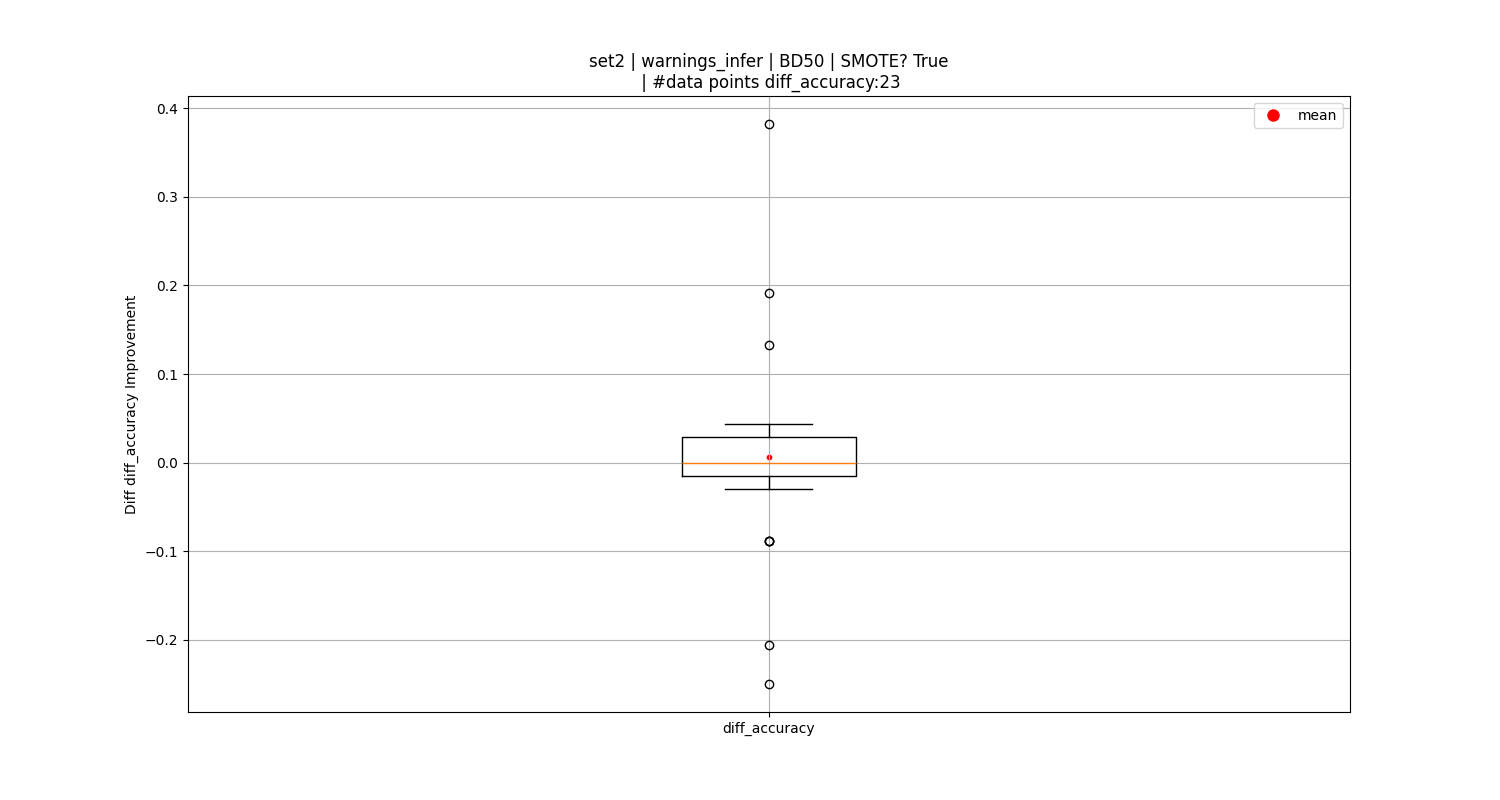 set2 | warnings_infer | BD50 | SMOTE? True
| #data points diff_accuracy:23
mean
0.4
0.3
0.2
0.1
0.0
−0.1
−0.2
Diff diff_accuracy Improvement
diff_accuracy